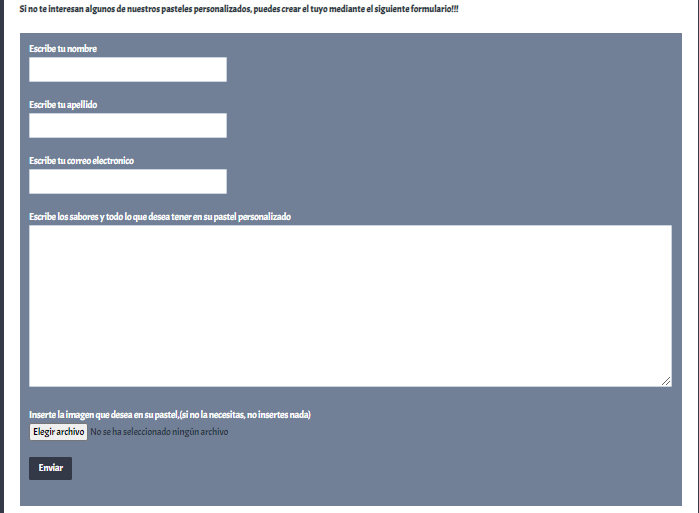 Si no te interesan algunos de nuestros pasteles personalizados, puedes crear el tuyo mediante el siguiente formulario!!!
Escribe tu nombre
Escribe tu apellido
Escribe tu correo electronico
Escribe los sabores y todo lo que desea tener en su pastel personalizado
Inserte la imagen que desea en su pastel,(si no la necesitas, no insertes nada)
Elegir archivo No se ha seleccionado ningún archivo
Enviar